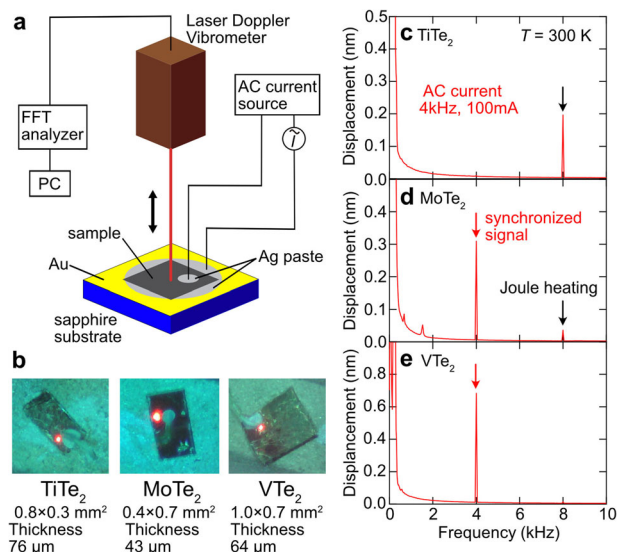 a
Laser Doppler
Vibrometer
FFT
analyzer
PC
AC current
source
ĩ
sample
Au
Ag paste
sapphire
substrate
b
TiTe2
0.8×0.3 mm²
Thickness
76 μm
MoTe2
0.4×0.7 mm²
Thickness
43 μm
VTe2
1.0×0.7 mm²
Thickness
64 μm
c TiTe2
T = 300 K
AC current
4kHz, 100mA
Displacement (nm)
0.5
0.4
0.3
0.2
0.1
0.0
d MoTe2
synchronized
signal
Joule heating
Displacement (nm)
0.4
0.3
0.2
0.1
0.0
e VTe2
Displancement (nm)
0.8
0.6
0.4
0.2
0.0
0 2 4 6 8 10
Frequency (kHz)